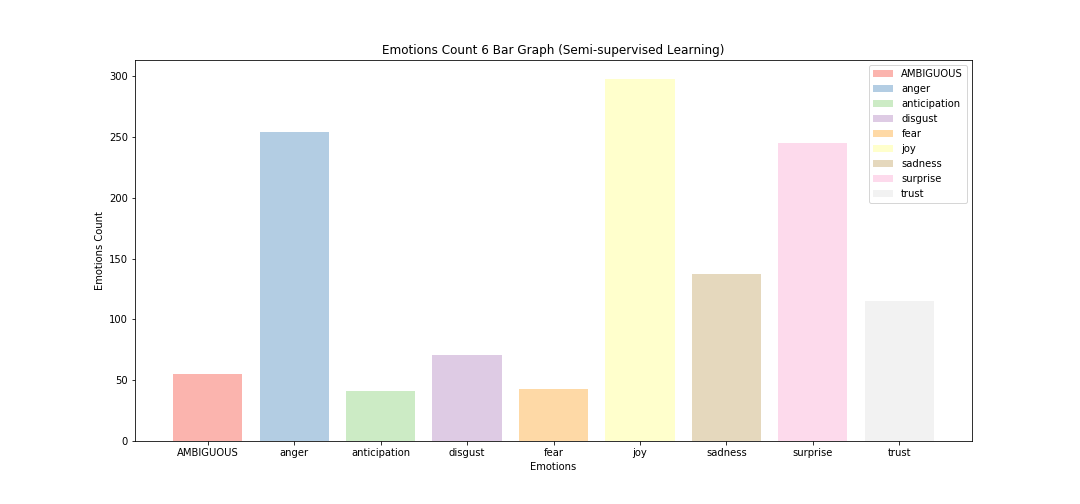 Emotions Count 6 Bar Graph (Semi-supervised Learning)
300
250
200
150
100
50
0
Emotions Count
AMBIGUOUS
anger
anticipation
disgust
fear
joy
sadness
surprise
trust
AMBIGUOUS anger anticipation disgust fear joy sadness surprise trust
Emotions